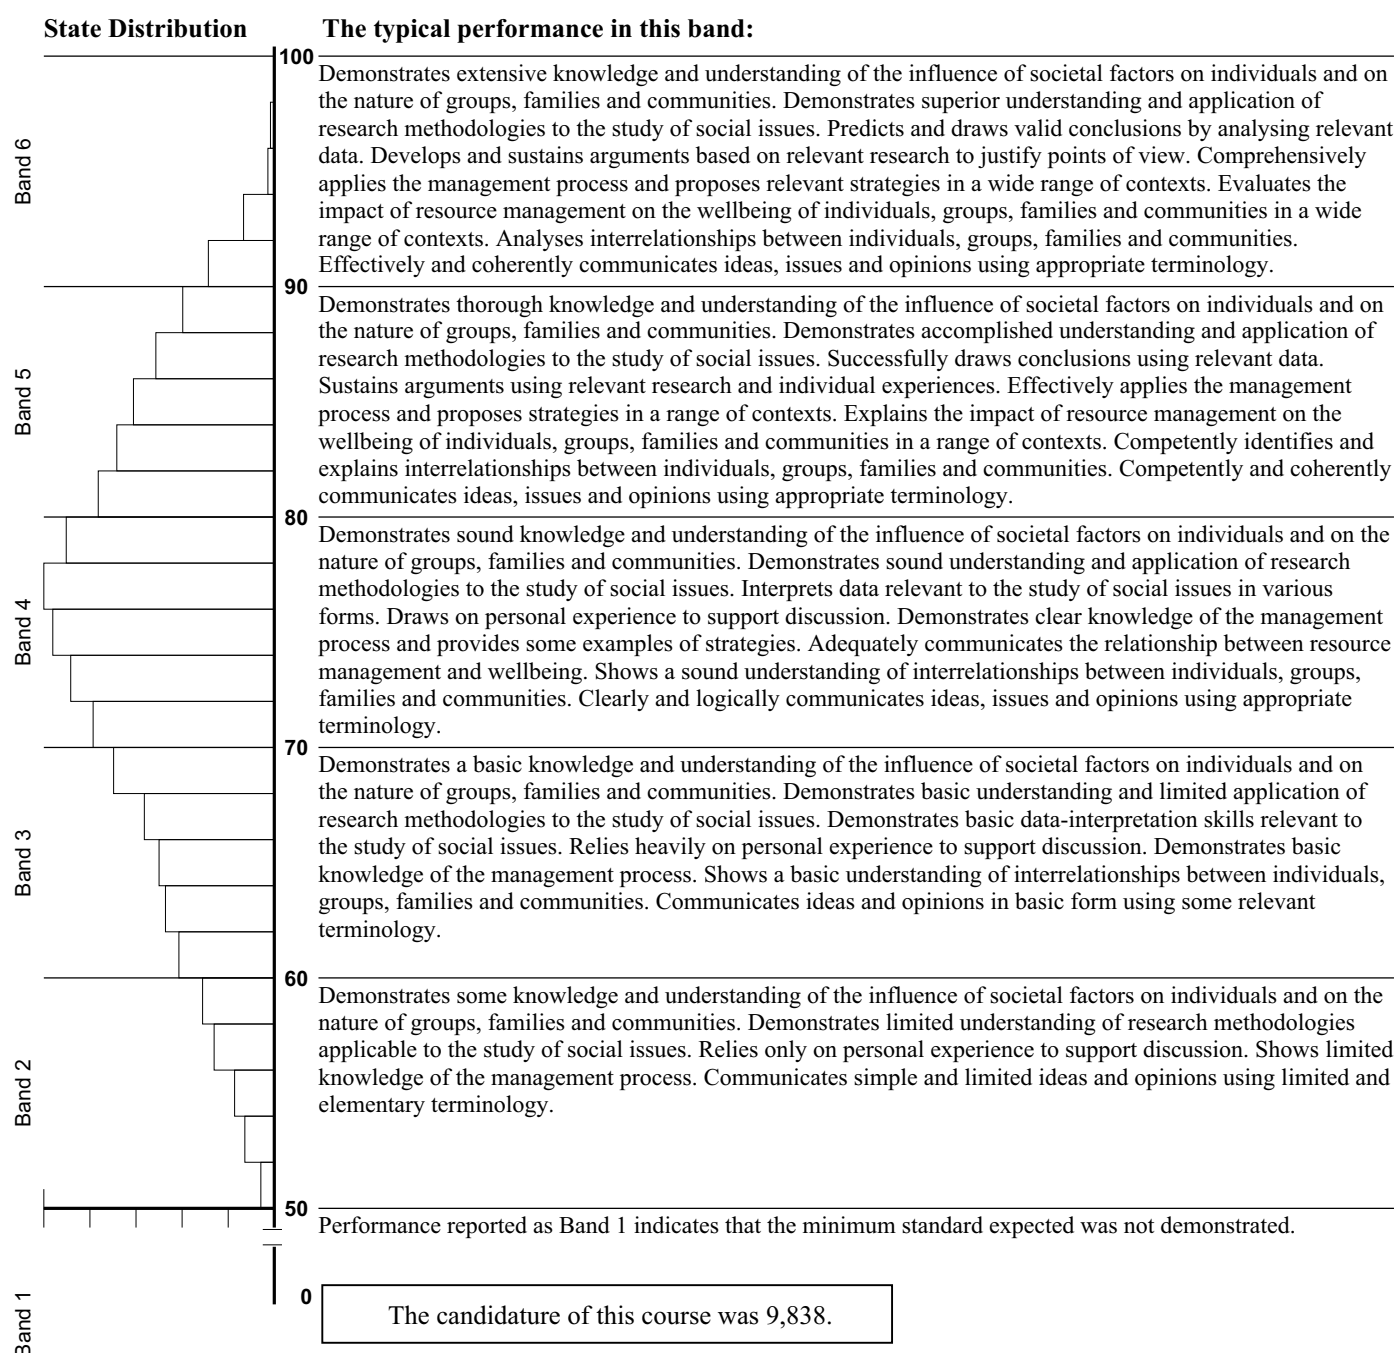 State Distribution
The typical performance in this band:
100
Band 6
Demonstrates extensive knowledge and understanding of the influence of societal factors on individuals and on
the nature of groups, families and communities. Demonstrates superior understanding and application of
research methodologies to the study of social issues. Predicts and draws valid conclusions by analysing relevant
data. Develops and sustains arguments based on relevant research to justify points of view. Comprehensively
applies the management process and proposes relevant strategies in a wide range of contexts. Evaluates the
impact of resource management on the wellbeing of individuals, groups, families and communities in a wide
range of contexts. Analyses interrelationships between individuals, groups, families and communities.
Effectively and coherently communicates ideas, issues and opinions using appropriate terminology.
90
Band 5
Demonstrates thorough knowledge and understanding of the influence of societal factors on individuals and on
the nature of groups, families and communities. Demonstrates accomplished understanding and application of
research methodologies to the study of social issues. Successfully draws conclusions using relevant data.
Sustains arguments using relevant research and individual experiences. Effectively applies the management
process and proposes strategies in a range of contexts. Explains the impact of resource management on the
wellbeing of individuals, groups, families and communities in a range of contexts. Competently identifies and
explains interrelationships between individuals, groups, families and communities. Competently and coherently
communicates ideas, issues and opinions using appropriate terminology.
80
Band 4
Demonstrates sound knowledge and understanding of the influence of societal factors on individuals and on the
nature of groups, families and communities. Demonstrates sound understanding and application of research
methodologies to the study of social issues. Interprets data relevant to the study of social issues in various
forms. Draws on personal experience to support discussion. Demonstrates clear knowledge of the management
process and provides some examples of strategies. Adequately communicates the relationship between resource
management and wellbeing. Shows a sound understanding of interrelationships between individuals, groups,
families and communities. Clearly and logically communicates ideas, issues and opinions using appropriate
terminology.
70
Band 3
Demonstrates a basic knowledge and understanding of the influence of societal factors on individuals and on
the nature of groups, families and communities. Demonstrates basic understanding and limited application of
research methodologies to the study of social issues. Demonstrates basic data-interpretation skills relevant to
the study of social issues. Relies heavily on personal experience to support discussion. Demonstrates basic
knowledge of the management process. Shows a basic understanding of interrelationships between individuals,
groups, families and communities. Communicates ideas and opinions in basic form using some relevant
terminology.
60
Band 2
Demonstrates some knowledge and understanding of the influence of societal factors on individuals and on the
nature of groups, families and communities. Demonstrates limited understanding of research methodologies
applicable to the study of social issues. Relies only on personal experience to support discussion. Shows limited
knowledge of the management process. Communicates simple and limited ideas and opinions using limited and
elementary terminology.
50
Performance reported as Band 1 indicates that the minimum standard expected was not demonstrated.
0
Band 1
The candidature of this course was 9,838.